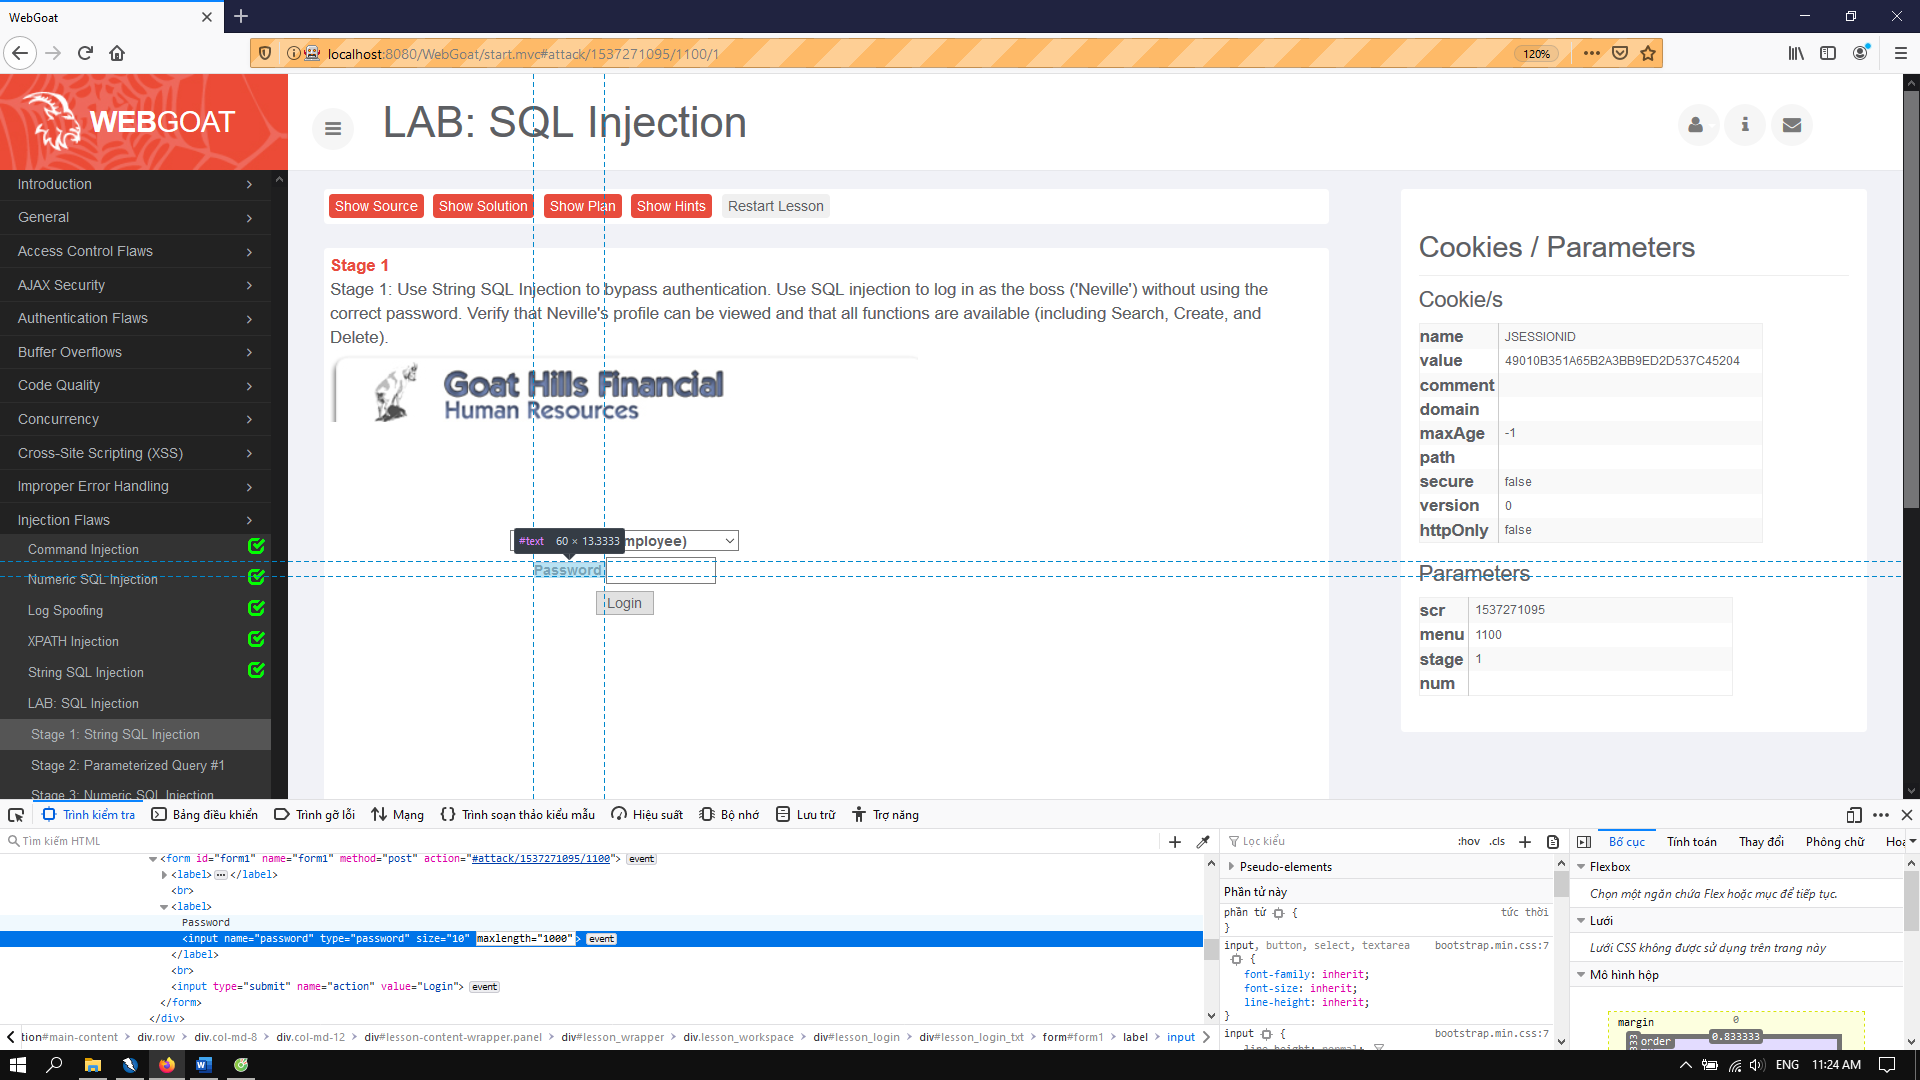 WebGoat
localhost:8080/WebGoat/start.mvc#attack/1537271095/1100/1
120%
WEBGOAT
LAB: SQL Injection
Introduction
General
Access Control Flaws
AJAX Security
Authentication Flaws
Buffer Overflows
Code Quality
Concurrency
Cross-Site Scripting (XSS)
Improper Error Handling
Injection Flaws
Command Injection
Numeric SQL Injection
Log Spoofing
XPATH Injection
String SQL Injection
LAB: SQL Injection
Stage 1: String SQL Injection
Stage 2: Parameterized Query #1
Stage 3: Numeric SQL Injection
Show Source
Show Solution
Show Plan
Show Hints
Restart Lesson
Stage 1
Stage 1: Use String SQL Injection to bypass authentication. Use SQL injection to log in as the boss ('Neville') without using the
correct password. Verify that Neville's profile can be viewed and that all functions are available (including Search, Create, and
Delete).
Goat Hills Financial
Human Resources
#text 60 × 13.3333
mployee)
Password
Login
Cookies / Parameters
Cookie/s
name JSESSIONID
value 49010B351A65B2A3BB9ED2D537C45204
comment
domain
maxAge -1
path
secure false
version 0
httpOnly false
Parameters
scr 1537271095
menu 1100
stage 1
num
Trình kiểm tra
Bảng điều khiển
Trình gỡ lỗi
Mạng
Trình soạn thảo kiểu mẫu
Hiệu suất
Bộ nhớ
Lưu trữ
Trợ năng
Tìm kiếm HTML
<form id="form1" name="form1" method="post" action="#attack/1537271095/1100"> event
<label> ... </label>
<br>
<label>
Password
<input name="password" type="password" size="10" maxlength="1000"> event
</label>
<br>
<input type="submit" name="action" value="Login"> event
</form>
</div>
tion#main-content > div.row > div.col-md-8 > div.col-md-12 > div#lesson-content-wrapper.panel > div#lesson_wrapper > div.lesson_workspace > div#lesson_login > div#lesson_login_txt > form#form1 > label > input
Lọc kiểu
:hov .cls
Pseudo-elements
Phần tử này
phần tử { tức thời
}
input, button, select, textarea bootstrap.min.css:7
{
font-family: inherit;
font-size: inherit;
line-height: inherit;
}
input { bootstrap.min.css:7
line-height: normal;
Bố cục
Tính toán
Thay đổi
Phông chữ
Hoạ
Flexbox
Chọn một ngăn chứa Flex hoặc mục để tiếp tục.
Lưới
Lưới CSS không được sử dụng trên trang này
Mô hình hộp
margin 0
order 0.833333
ENG
11:24 AM